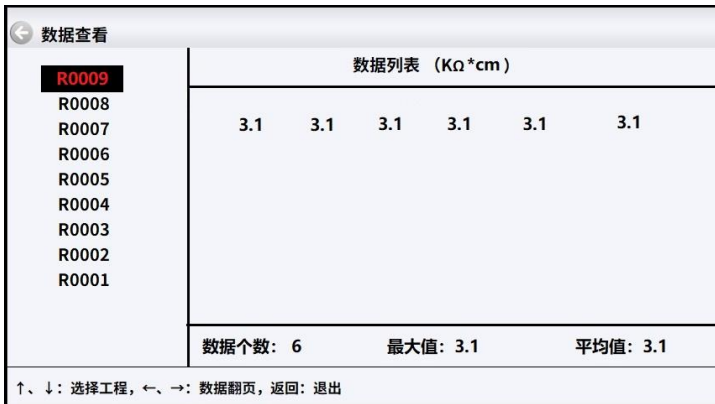 数据查看
R0009
R0008
R0007
R0006
R0005
R0004
R0003
R0002
R0001
数据列表 （KΩ*cm）
3.1 3.1 3.1 3.1 3.1 3.1
数据个数： 6 最大值：3.1 平均值：3.1
↑、↓：选择工程，←、→：数据翻页，返回：退出